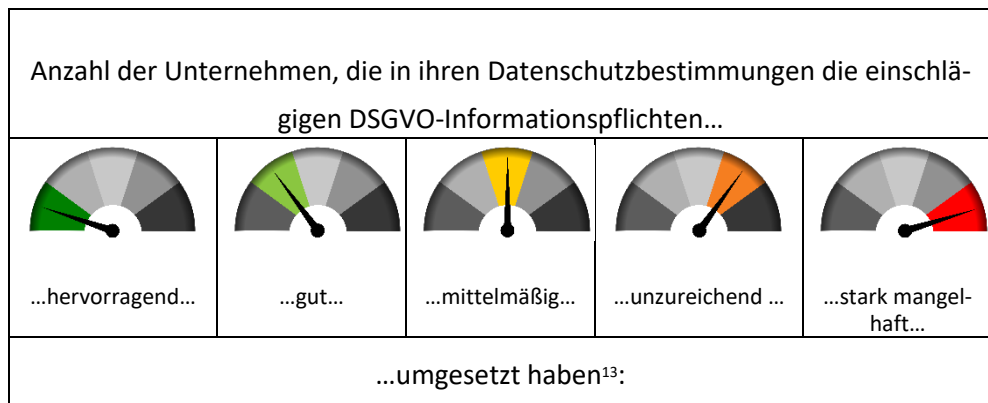 Anzahl der Unternehmen, die in ihren Datenschutzbestimmungen die einschlä-
gigen DSGVO-Informationspflichten…
…hervorragend…
…gut…
…mittelmäßig…
…unzureichend …
…stark mangel-
haft…
…umgesetzt haben¹³: